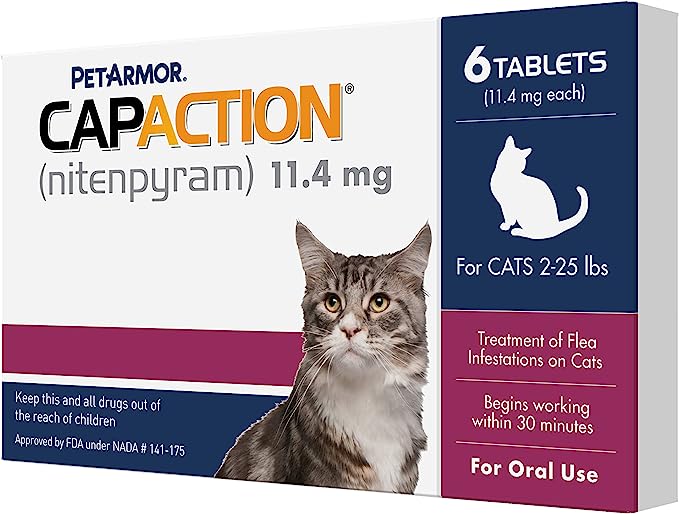 PETARMOR®
CAPACTION®
(nitenpyram) 11.4 mg
Keep this and all drugs out of
the reach of children
Approved by FDA under NADA # 141-175
6 TABLETS
(11.4 mg each)
For CATS 2-25 lbs
Treatment of Flea
Infestations on Cats
Begins working
within 30 minutes
For Oral Use